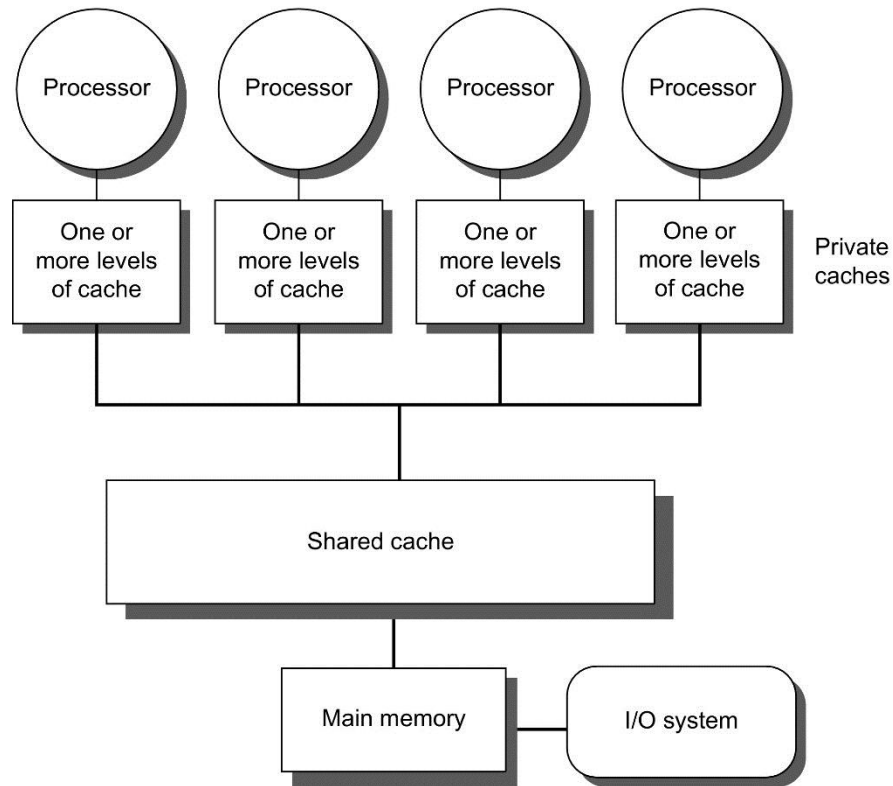 Processor
Processor
Processor
Processor
One or
more levels
of cache
One or
more levels
of cache
One or
more levels
of cache
One or
more levels
of cache
Private
caches
Shared cache
Main memory
I/O system